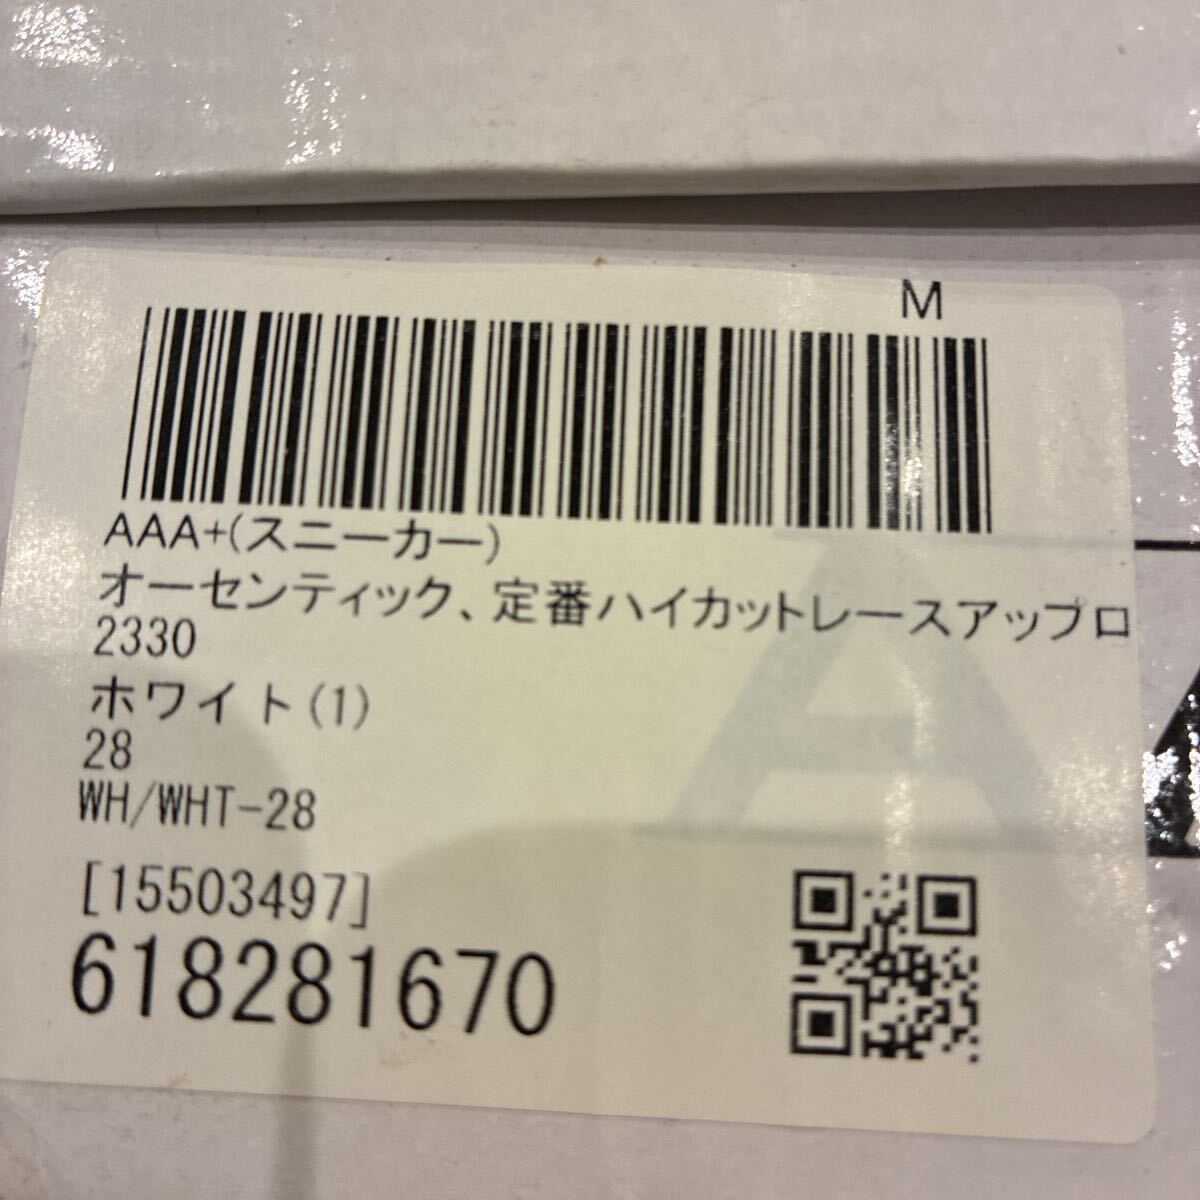 M
AAA+(スニーカー)
オーセンティック、定番ハイカットレースアップロ
2330
ホワイト(1)
28
WH/WHT-28
[15503497]
618281670
A